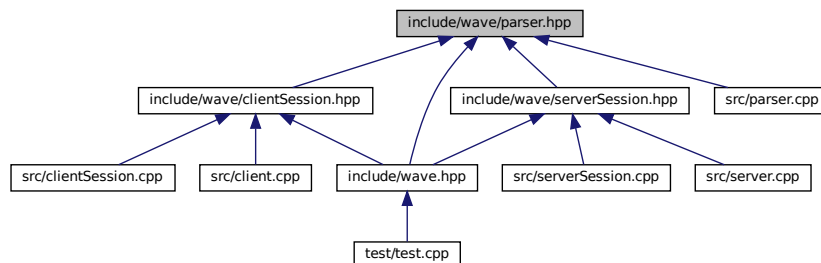 include/wave/parser.hpp
include/wave/clientSession.hpp
include/wave/serverSession.hpp
src/parser.cpp
src/clientSession.cpp
src/client.cpp
include/wave.hpp
src/serverSession.cpp
src/server.cpp
test/test.cpp